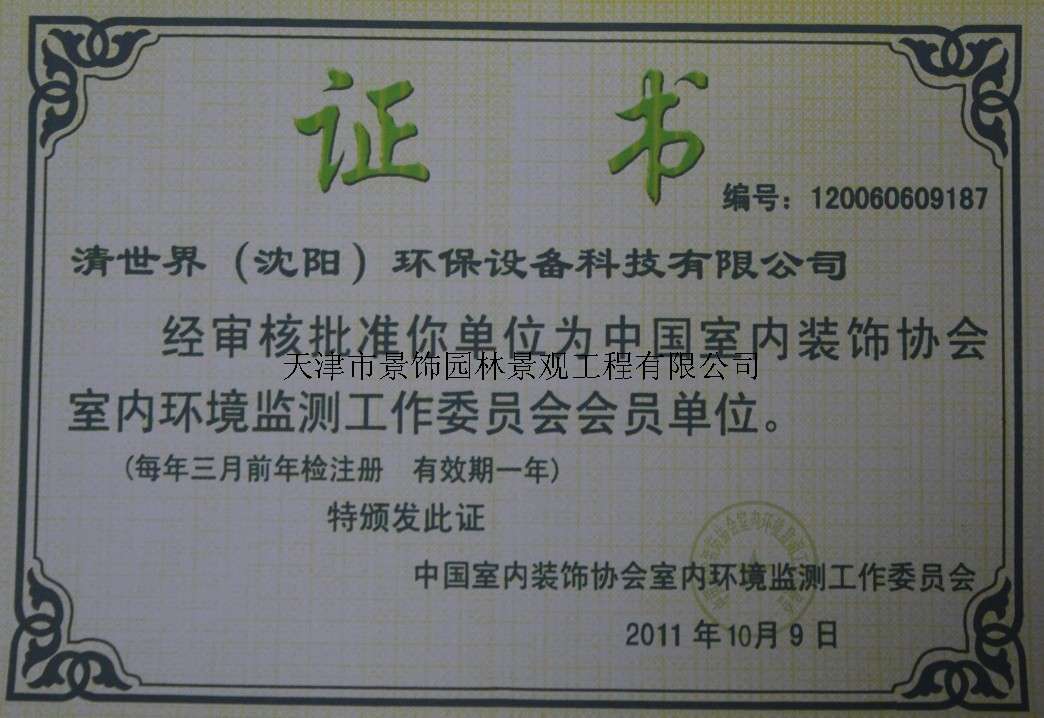 证 书
编号：120060609187
清世界（沈阳）环保设备科技有限公司
经审核批准你单位为中国室内装饰协会
天津市景饰园林景观工程有限公司
室内环境监测工作委员会会员单位。
(每年三月前年检注册 有效期一年)
特颁发此证
中国室内装饰协会室内环境监测工作委员会
2011 年 10月 9 日